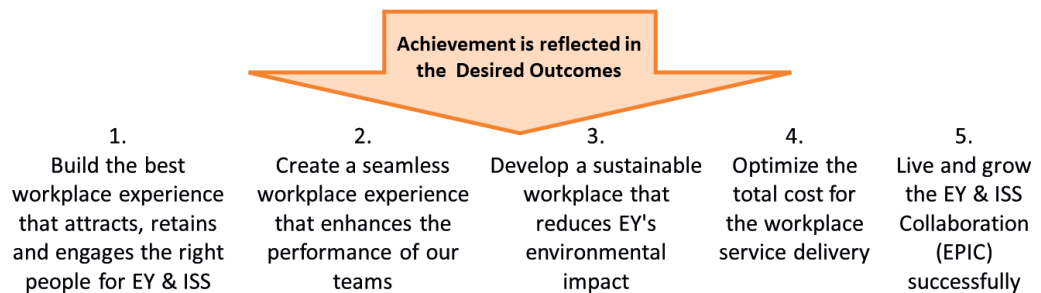 Achievement is reflected in
the Desired Outcomes
1.
Build the best
workplace experience
that attracts, retains
and engages the right
people for EY & ISS
2.
Create a seamless
workplace experience
that enhances the
performance of our
teams
3.
Develop a sustainable
workplace that
reduces EY's
environmental
impact
4.
Optimize the
total cost for
the workplace
service delivery
5.
Live and grow
the EY & ISS
Collaboration
(EPIC)
successfully